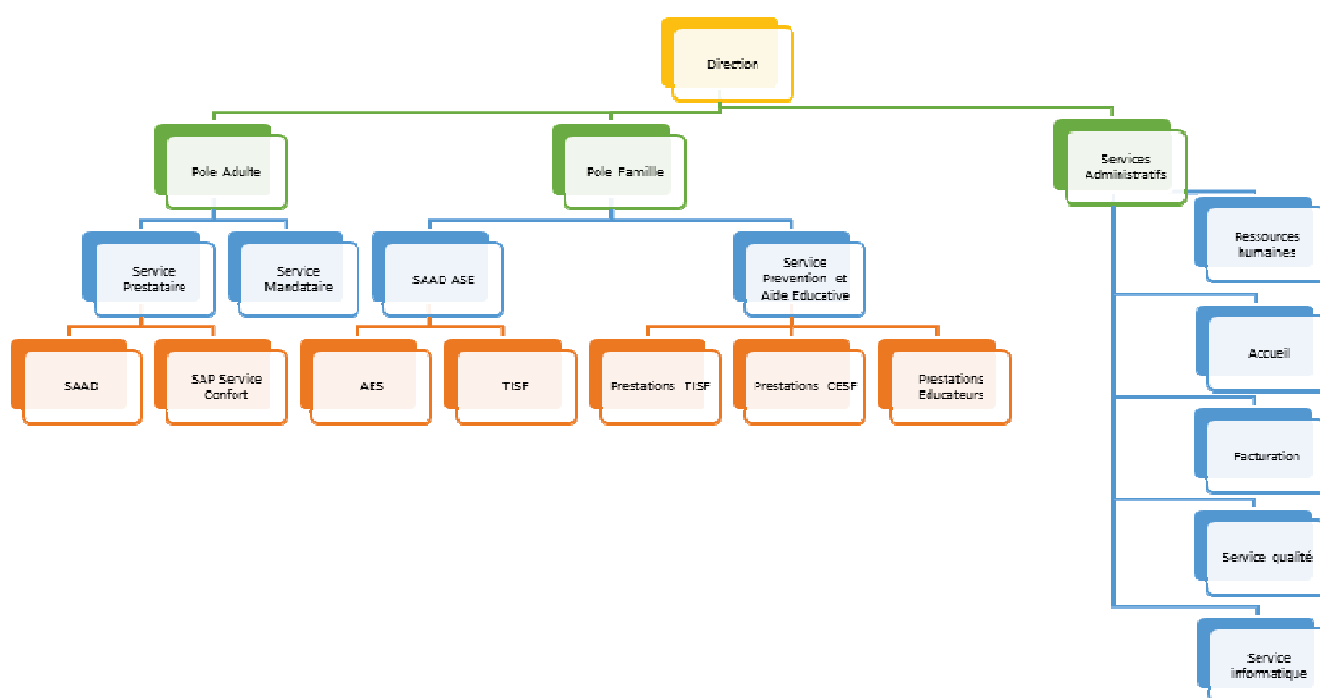 Direction
Pole Adulte
Pole Famille
Services
Administratifs
Ressources
humaines
Service
Prestataire
Service
Mandataire
SAAD ASE
Service
Prevention et
Aide Educative
Accueil
SAAD
SAP Service
Confort
AES
TISF
Prestations TISF
Prestations CESF
Prestations
Educateurs
Facturation
Service qualité
Service
informatique